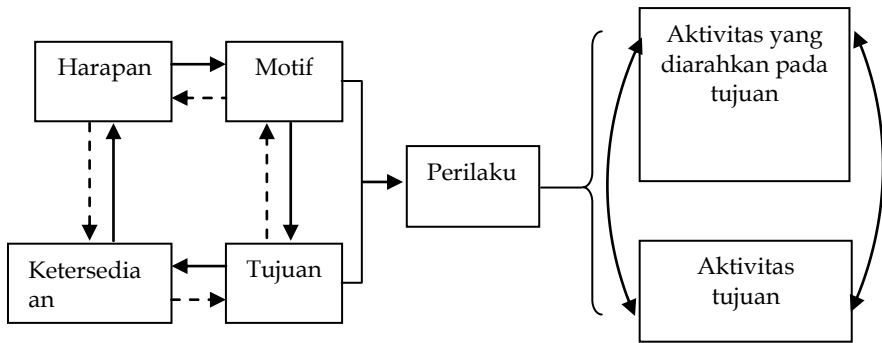 Harapan
Motif
Aktivitas yang
diarahkan pada
tujuan
Perilaku
Ketersedia
an
Tujuan
Aktivitas
tujuan